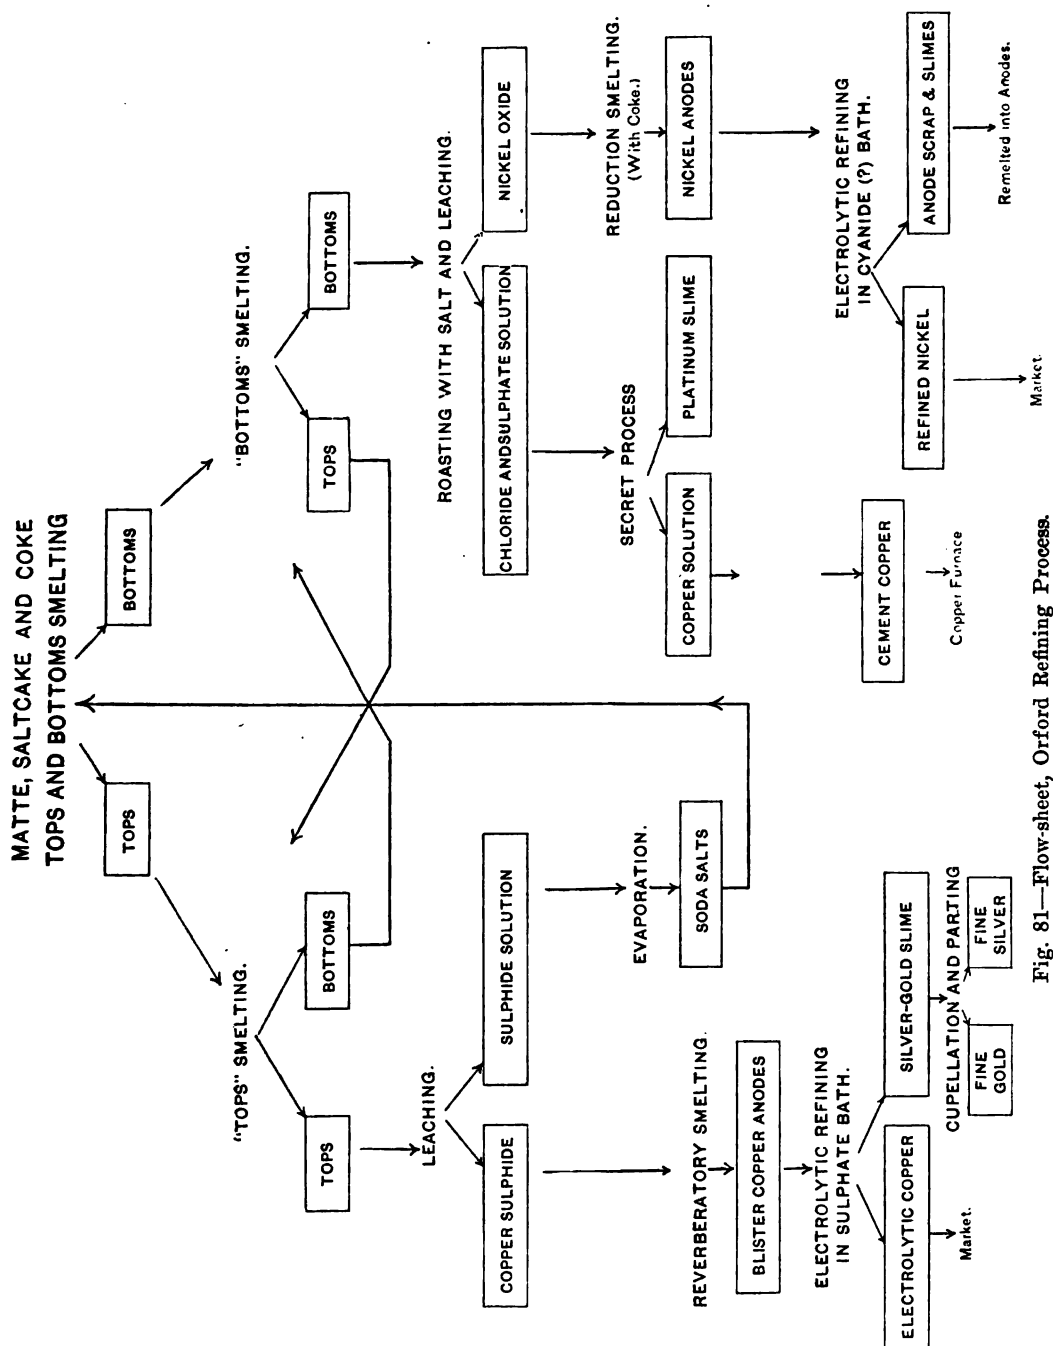 MATTE, SALTCAKE AND COKE
TOPS AND BOTTOMS SMELTING
TOPS
BOTTOMS
"TOPS" SMELTING.
"BOTTOMS" SMELTING.
TOPS
BOTTOMS
TOPS
BOTTOMS
LEACHING.
ROASTING WITH SALT AND LEACHING.
COPPER SULPHIDE
SULPHIDE SOLUTION
CHLORIDE ANDSULPHATE SOLUTION
NICKEL OXIDE
EVAPORATION.
SECRET PROCESS
REDUCTION SMELTING.
(With Coke.)
REVERBERATORY SMELTING.
SODA SALTS
COPPER SOLUTION
PLATINUM SLIME
NICKEL ANODES
BLISTER COPPER ANODES
ELECTROLYTIC REFINING
IN SULPHATE BATH.
ELECTROLYTIC REFINING
IN CYANIDE (?) BATH.
ELECTROLYTIC COPPER
SILVER-GOLD SLIME
CEMENT COPPER
REFINED NICKEL
ANODE SCRAP & SLIMES
Market.
CUPELLATION AND PARTING
Copper Furnace
Market.
Remelted into Anodes.
FINE
GOLD
FINE
SILVER
Fig. 81—Flow-sheet, Orford Refining Process.